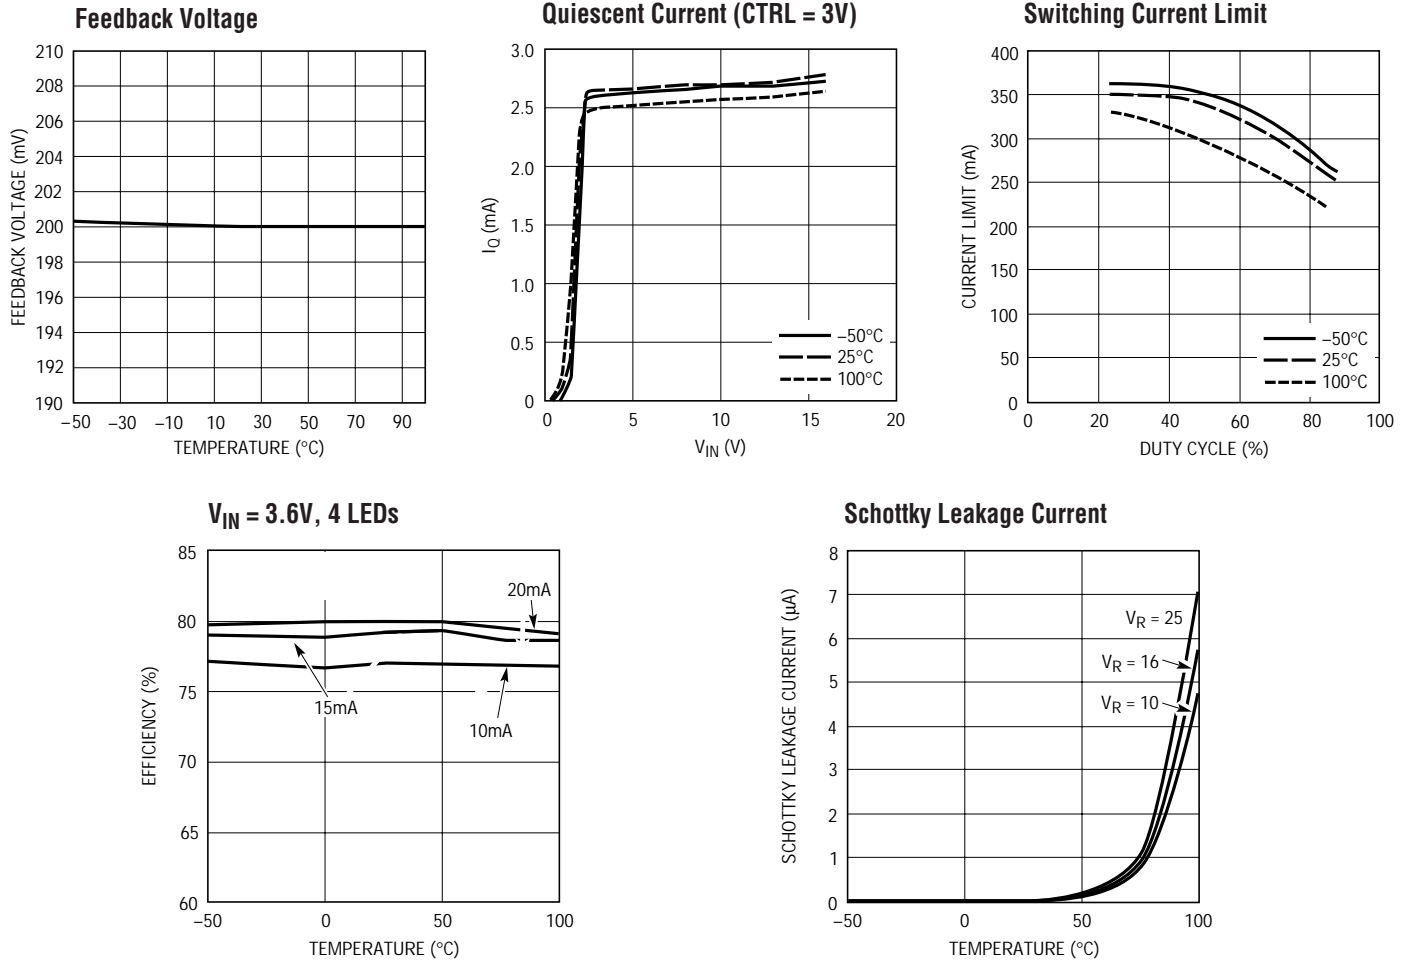 Feedback Voltage
210
208
206
204
202
200
198
196
194
192
190
FEEDBACK VOLTAGE (mV)
–50 –30 –10 10 30 50 70 90
TEMPERATURE (°C)
Quiescent Current (CTRL = 3V)
3.0
2.5
2.0
1.5
1.0
0.5
0
IQ (mA)
–50°C
25°C
100°C
0 5 10 15 20
VIN (V)
Switching Current Limit
400
350
300
250
200
150
100
50
0
CURRENT LIMIT (mA)
–50°C
25°C
100°C
0 20 40 60 80 100
DUTY CYCLE (%)
VIN = 3.6V, 4 LEDs
85
80
75
70
65
60
EFFICIENCY (%)
20mA
15mA
10mA
–50 0 50 100
TEMPERATURE (°C)
Schottky Leakage Current
8
7
6
5
4
3
2
1
0
SCHOTTKY LEAKAGE CURRENT (µA)
VR = 25
VR = 16
VR = 10
–50 0 50 100
TEMPERATURE (°C)